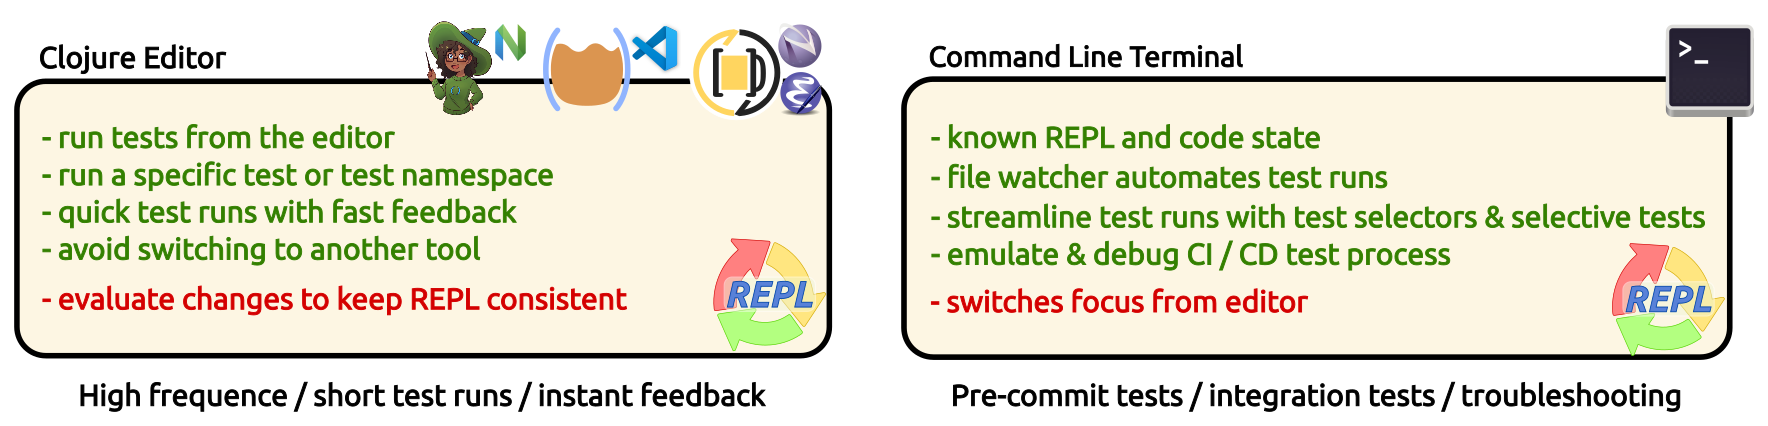 Clojure Editor
- run tests from the editor
- run a specific test or test namespace
- quick test runs with fast feedback
- avoid switching to another tool
- evaluate changes to keep REPL consistent
REPL
High frequence / short test runs / instant feedback
Command Line Terminal
>_
- known REPL and code state
- file watcher automates test runs
- streamline test runs with test selectors & selective tests
- emulate & debug CI / CD test process
- switches focus from editor
REPL
Pre-commit tests / integration tests / troubleshooting